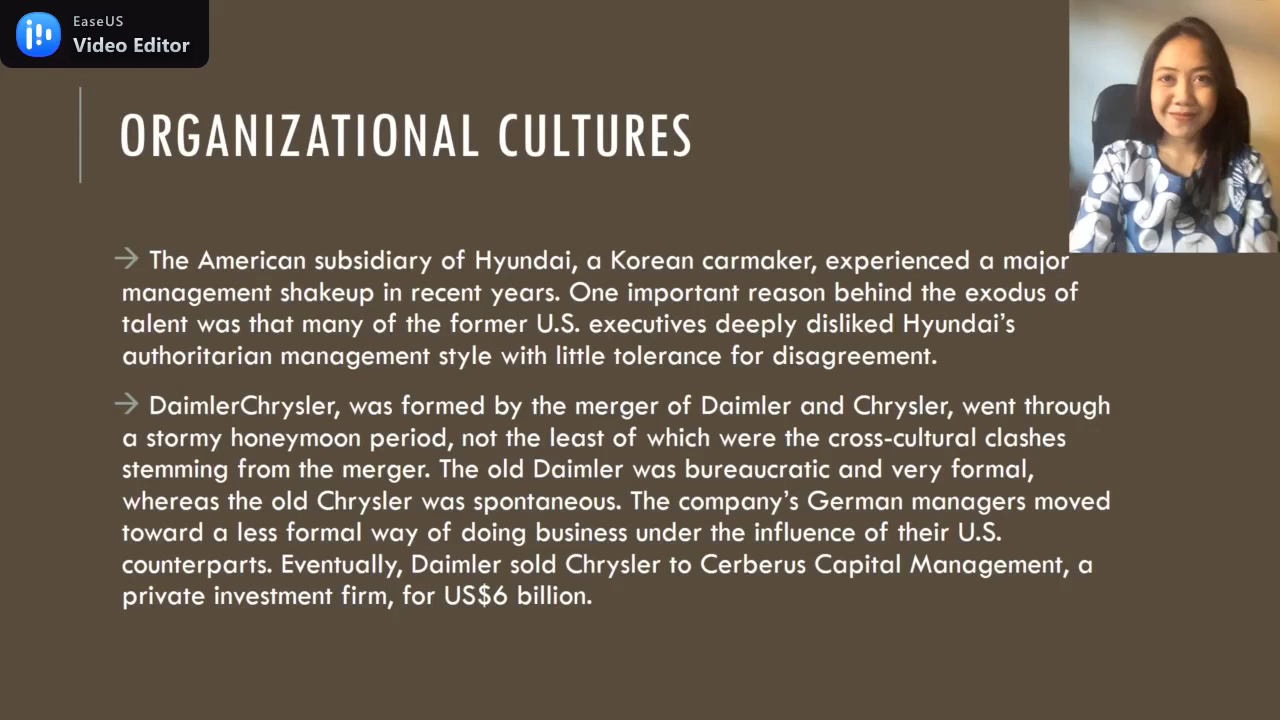 EaseUS
Video Editor
ORGANIZATIONAL CULTURES
→ The American subsidiary of Hyundai, a Korean carmaker, experienced a major
management shakeup in recent years. One important reason behind the exodus of
talent was that many of the former U.S. executives deeply disliked Hyundai’s
authoritarian management style with little tolerance for disagreement.
→ DaimlerChrysler, was formed by the merger of Daimler and Chrysler, went through
a stormy honeymoon period, not the least of which were the cross-cultural clashes
stemming from the merger. The old Daimler was bureaucratic and very formal,
whereas the old Chrysler was spontaneous. The company’s German managers moved
toward a less formal way of doing business under the influence of their U.S.
counterparts. Eventually, Daimler sold Chrysler to Cerberus Capital Management, a
private investment firm, for US$6 billion.